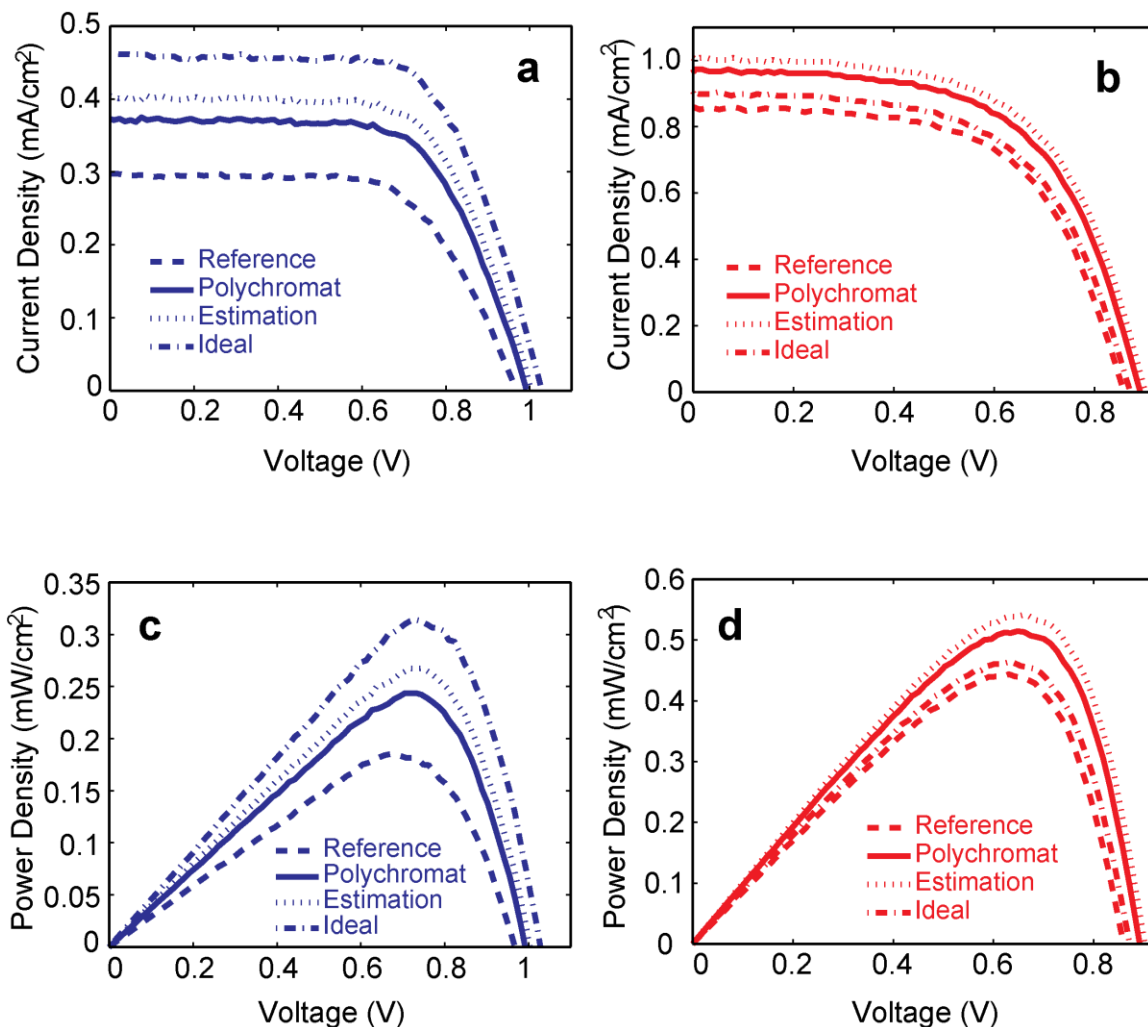 a
Current Density (mA/cm²)
0.5
0.4
0.3
0.2
0.1
0
Reference
Polychromat
Estimation
Ideal
0 0.2 0.4 0.6 0.8 1
Voltage (V)
b
Current Density (mA/cm²)
1.0
0.8
0.6
0.4
0.2
0
Reference
Polychromat
Estimation
Ideal
0 0.2 0.4 0.6 0.8
Voltage (V)
c
Power Density (mW/cm²)
0.35
0.3
0.25
0.2
0.15
0.1
0.05
0
Reference
Polychromat
Estimation
Ideal
0 0.2 0.4 0.6 0.8 1
Voltage (V)
d
Power Density (mW/cm²)
0.6
0.5
0.4
0.3
0.2
0.1
0
Reference
Polychromat
Estimation
Ideal
0 0.2 0.4 0.6 0.8
Voltage (V)